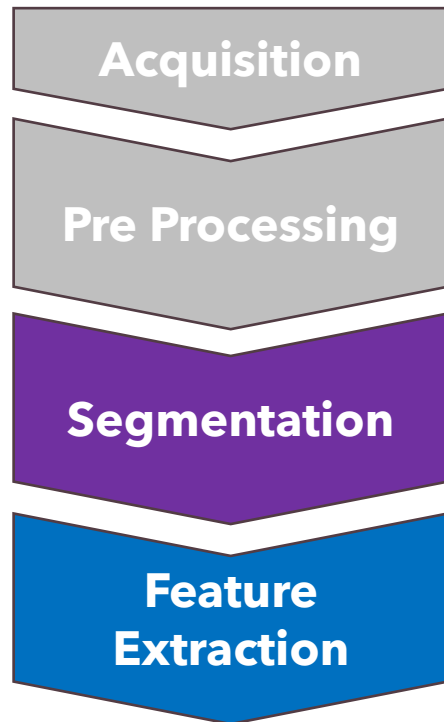 Acquisition
Pre Processing
Segmentation
Feature
Extraction